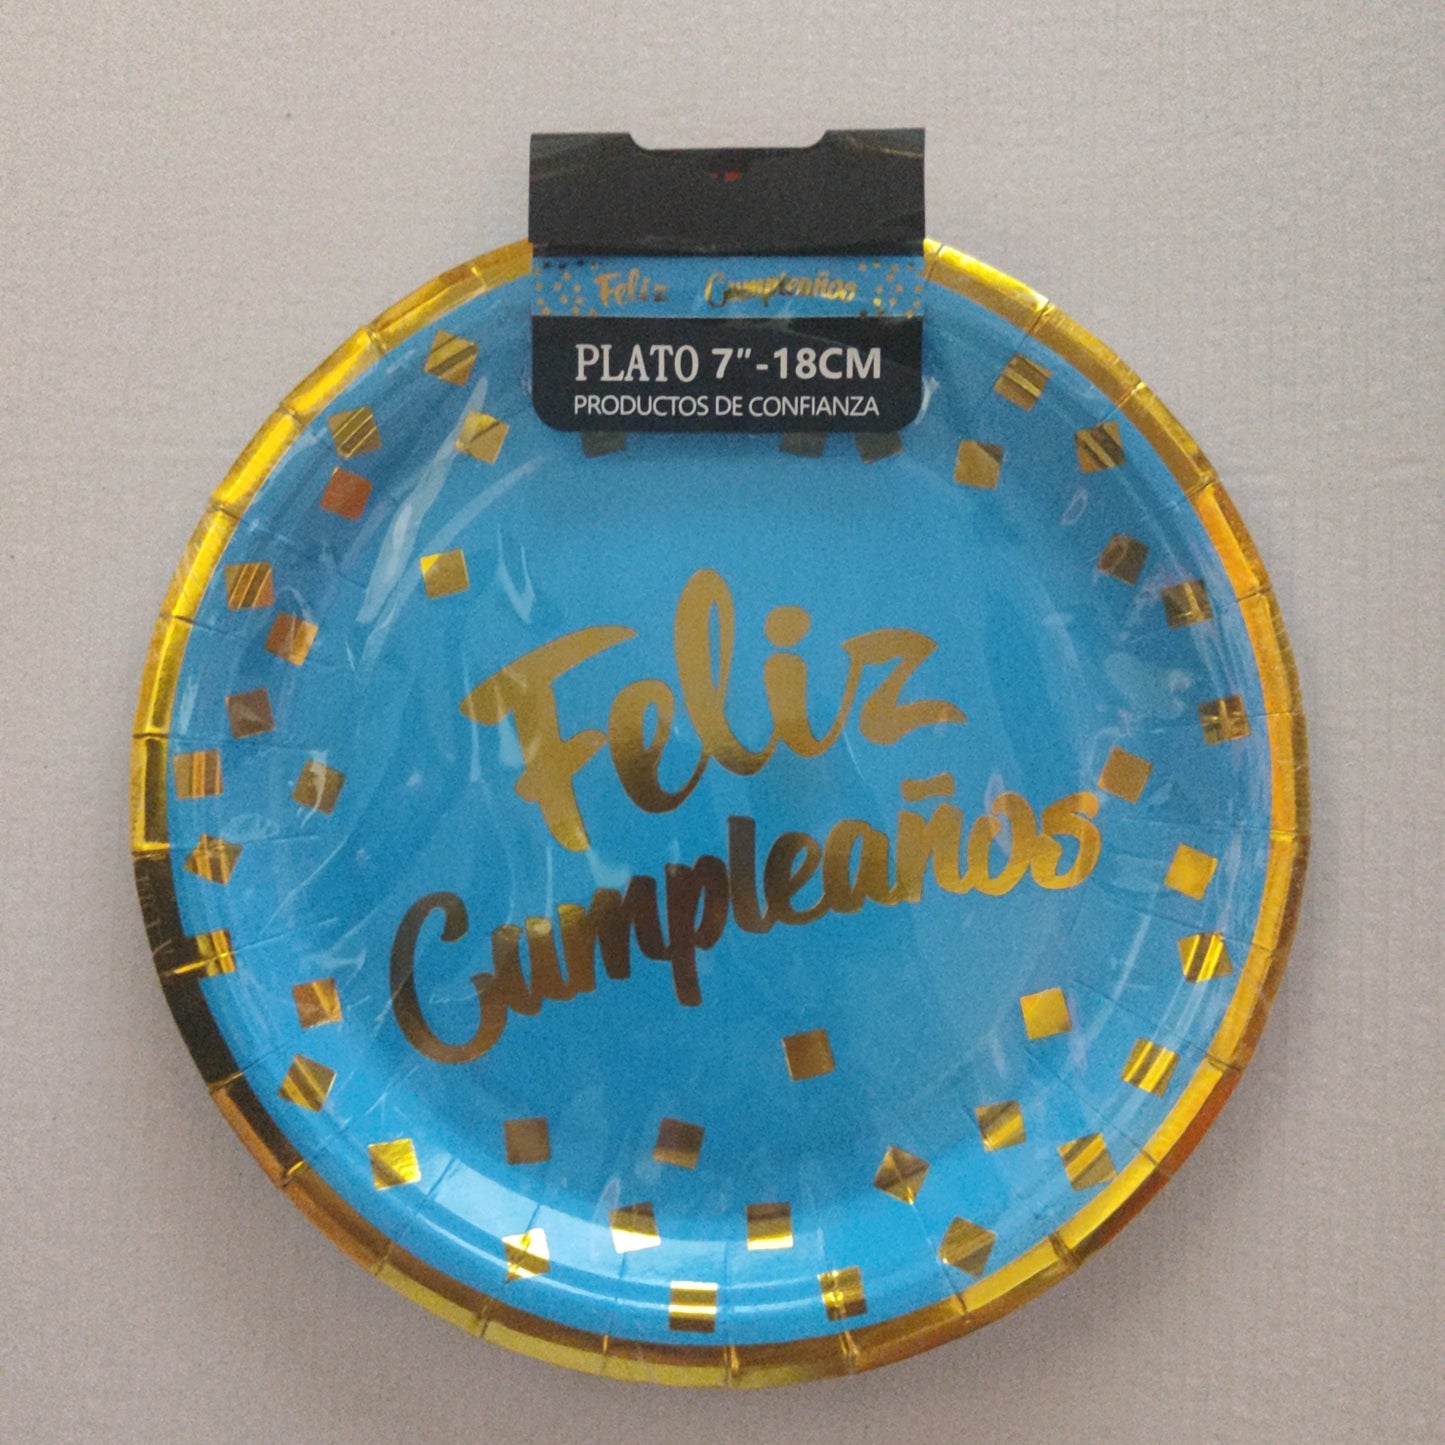 Feliz Cumpleaños
PLATO 7"-18CM
PRODUCTOS DE CONFIANZA
Feliz
Cumpleaños